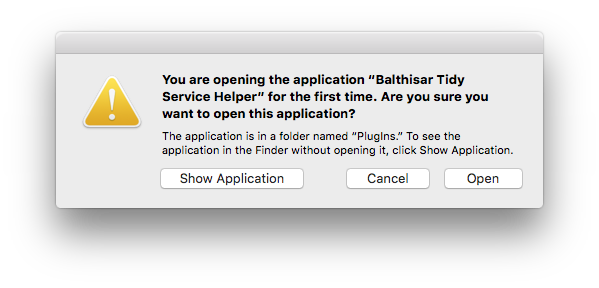 You are opening the application “Balthisar Tidy
Service Helper” for the first time. Are you sure you
want to open this application?
The application is in a folder named “PlugIns.” To see the
application in the Finder without opening it, click Show Application.
Show Application Cancel Open